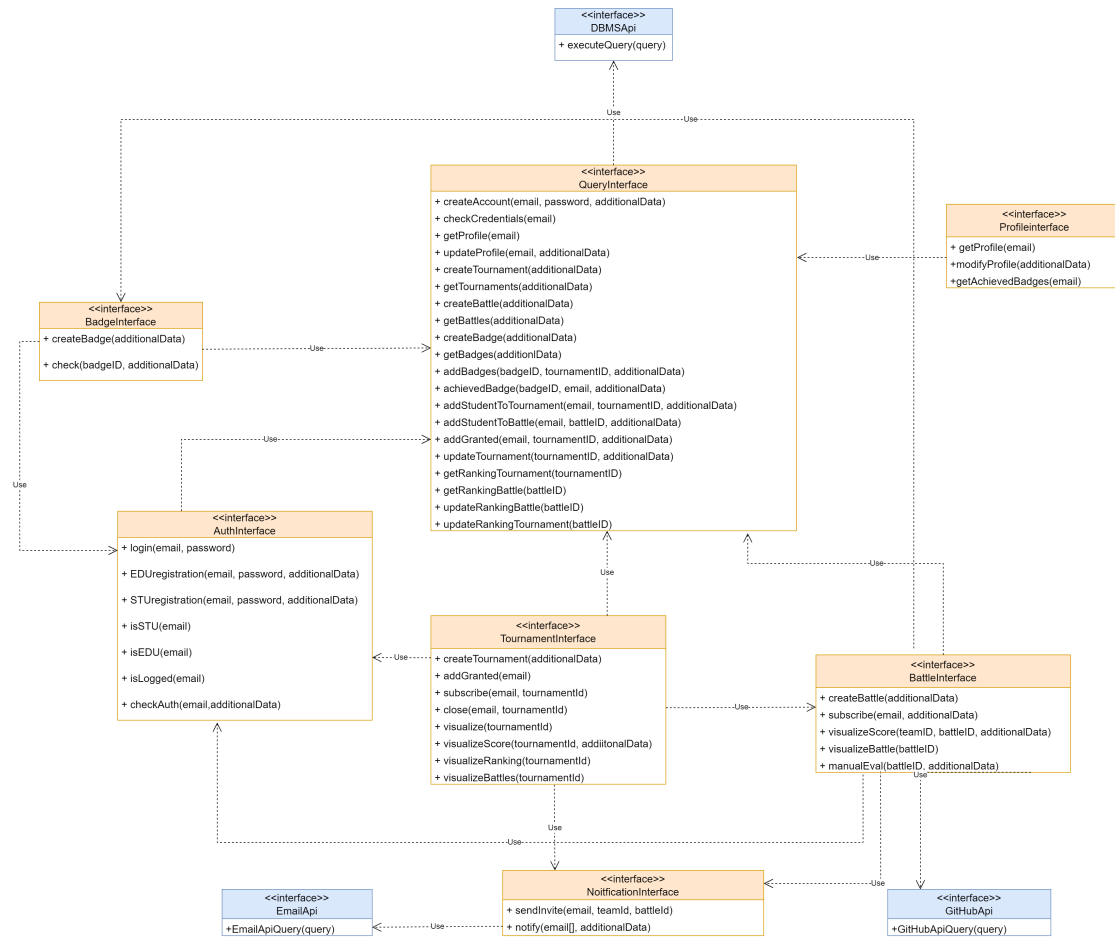 <<interface>>
DBMSApi
+ executeQuery(query)
Use
Use
<<interface>>
QueryInterface
+ createAccount(email, password, additionalData)
+ checkCredentials(email)
+ getProfile(email)
+ updateProfile(email, additionalData)
+ createTournament(additionalData)
+ getTournaments(additionalData)
+ createBattle(additionalData)
+ getBattles(additionalData)
+ createBadge(additionalData)
+ getBadges(additionlData)
+ addBadges(badgeID, tournamentID, additionalData)
+ achievedBadge(badgeID, email, additionalData)
+ addStudentToTournament(email, tournamentID, additionalData)
+ addStudentToBattle(email, battleID, additionalData)
+ addGranted(email, tournamentID, additionalData)
+ updateTournament(tournamentID, additionalData)
+ getRankingTournament(tournamentID)
+ getRankingBattle(battleID)
+ updateRankingBattle(battleID)
+ updateRankingTournament(battleID)
<<interface>>
Profileinterface
+ getProfile(email)
+modifyProfile(additionalData)
+getAchievedBadges(email)
Use
<<interface>>
BadgeInterface
+ createBadge(additionalData)
+ check(badgeID, additionalData)
Use
Use
Use
<<interface>>
AuthInterface
+ login(email, password)
+ EDUregistration(email, password, additionalData)
+ STUregistration(email, password, additionalData)
+ isSTU(email)
+ isEDU(email)
+ isLogged(email)
+ checkAuth(email,additionalData)
Use
Use
Use
<<interface>>
TournamentInterface
+ createTournament(additionalData)
+ addGranted(email)
+ subscribe(email, tournamentId)
+ close(email, tournamentId)
+ visualize(tournamentId)
+ visualizeScore(tournamentId, addiitonalData)
+ visualizeRanking(tournamentId)
+ visualizeBattles(tournamentId)
Use
<<interface>>
BattleInterface
+ createBattle(additionalData)
+ subscribe(email, additionalData)
+ visualizeScore(teamID, battleID, additionalData)
+ visualizeBattle(battleID)
+ manualEval(battleID, additionalData)
Use
Use
Use
Use
<<interface>>
NoitficationInterface
+ sendInvite(email, teamId, battleId)
+ notify(email[], additionalData)
Use
<<interface>>
EmailApi
+EmailApiQuery(query)
<<interface>>
GitHubApi
+GitHubApiQuery(query)